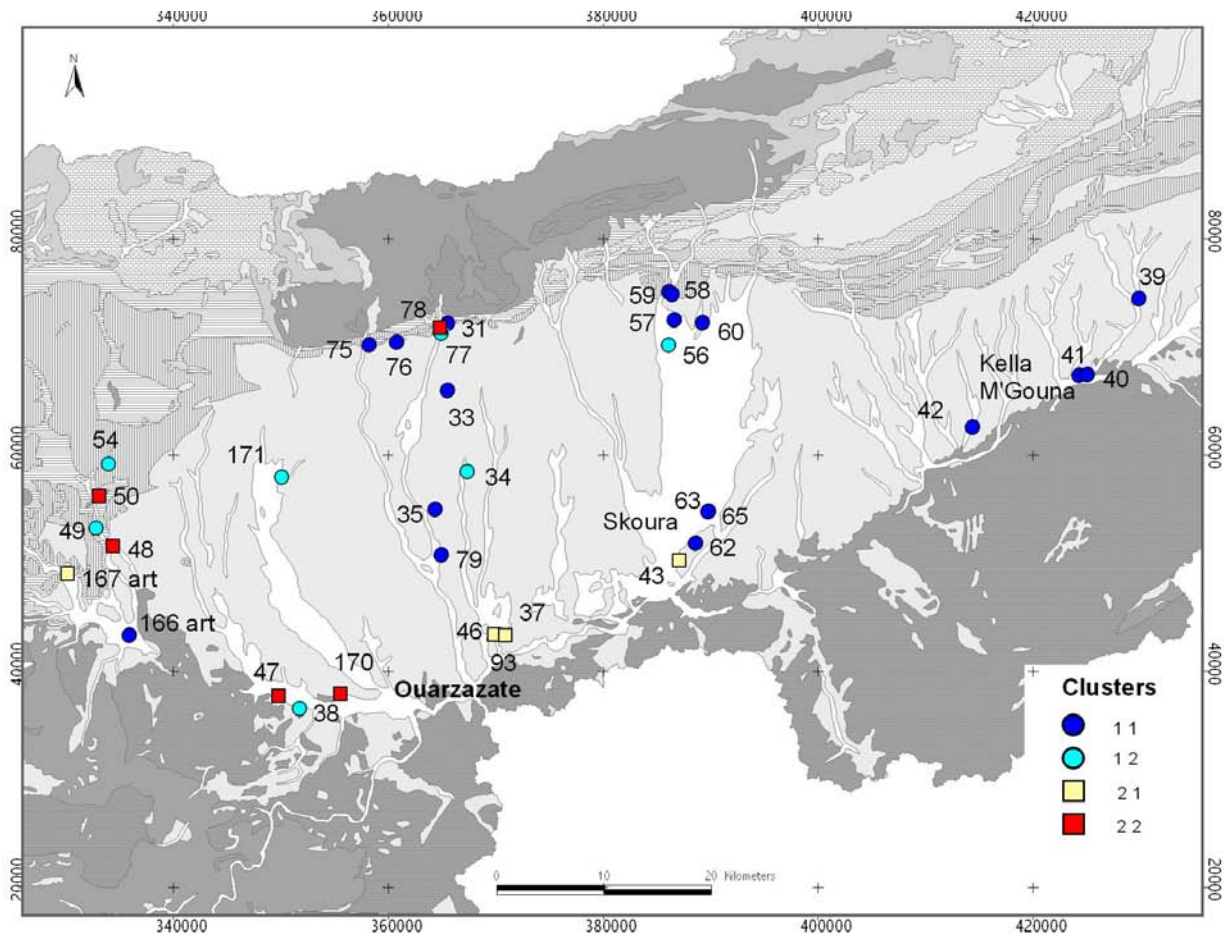 340000 360000 380000 400000 420000
N
80000 80000
39
59 58
78
31
57 60
75 76 77
56
41
Kella
M'Gouna
40
33
42
60000 60000
54
171
34
50
63
35
65
49
Skoura
48
62
79
43
167 art
37
166 art
46
93
40000 40000
47 170
Ouarzazate
38
Clusters
1 1
1 2
2 1
2 2
20000 20000
0 10 20 Kilometers
340000 360000 380000 400000 420000